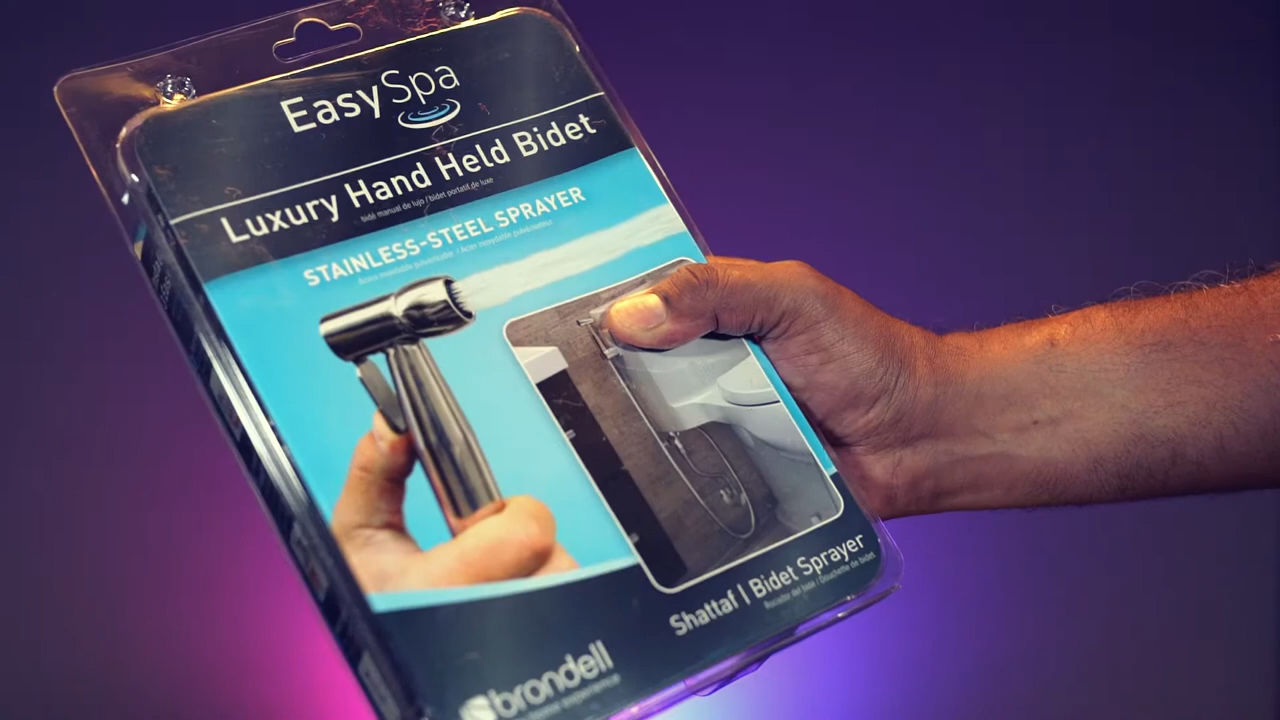 EasySpa
Luxury Hand Held Bidet
bidé manual de lujo / bidet portatif de luxe
STAINLESS-STEEL SPRAYER
Shattaf | Bidet Sprayer
brondell